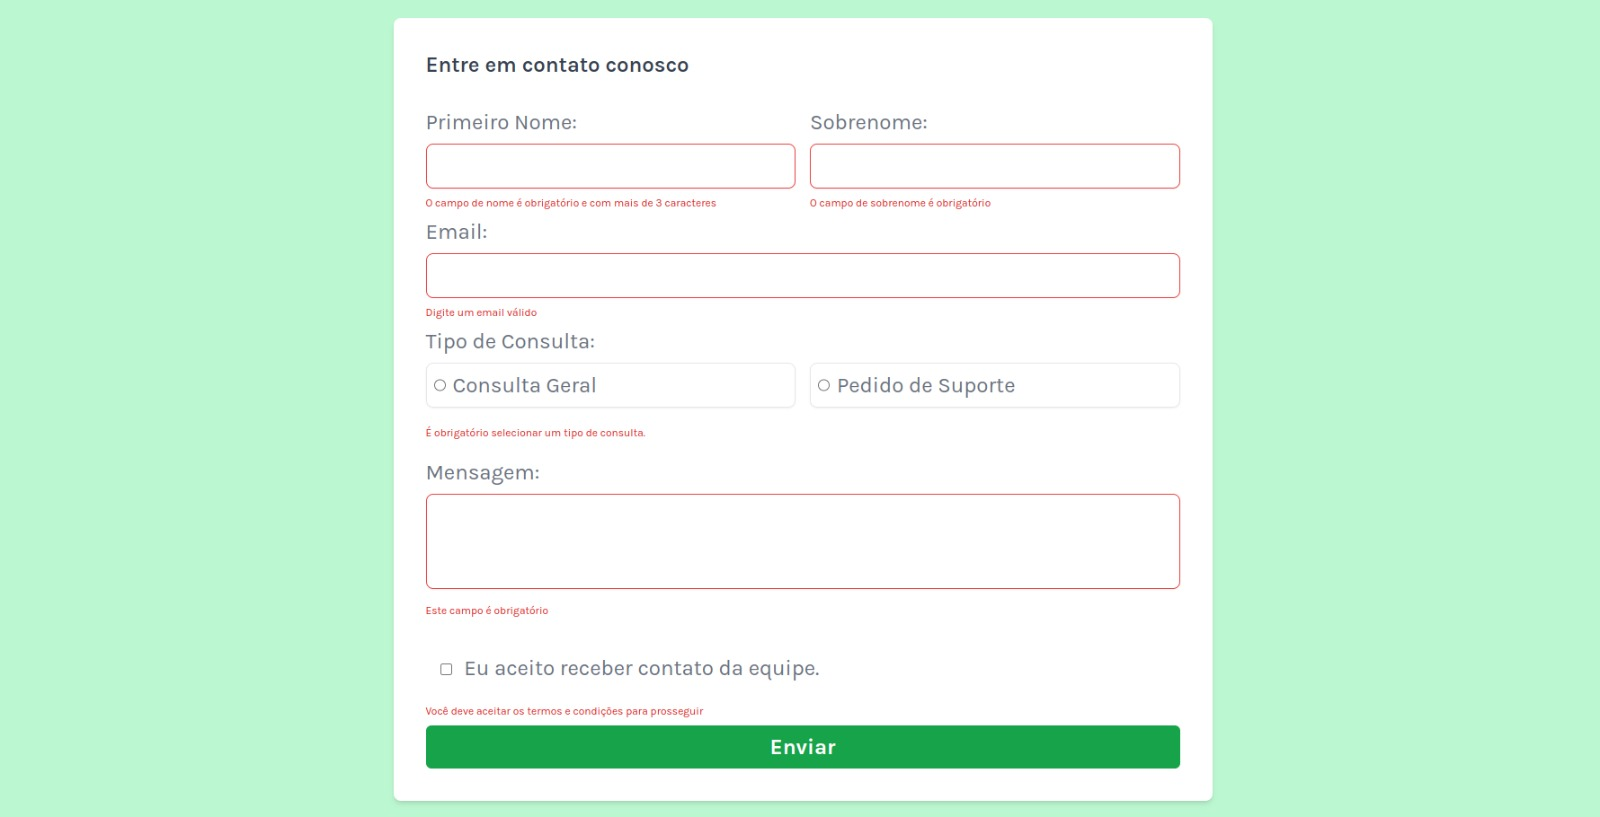 Entre em contato conosco
Primeiro Nome:
Sobrenome:
O campo de nome é obrigatório e com mais de 3 caracteres
O campo de sobrenome é obrigatório
Email:
Digite um email válido
Tipo de Consulta:
Consulta Geral
Pedido de Suporte
É obrigatório selecionar um tipo de consulta.
Mensagem:
Este campo é obrigatório
Eu aceito receber contato da equipe.
Você deve aceitar os termos e condições para prosseguir
Enviar